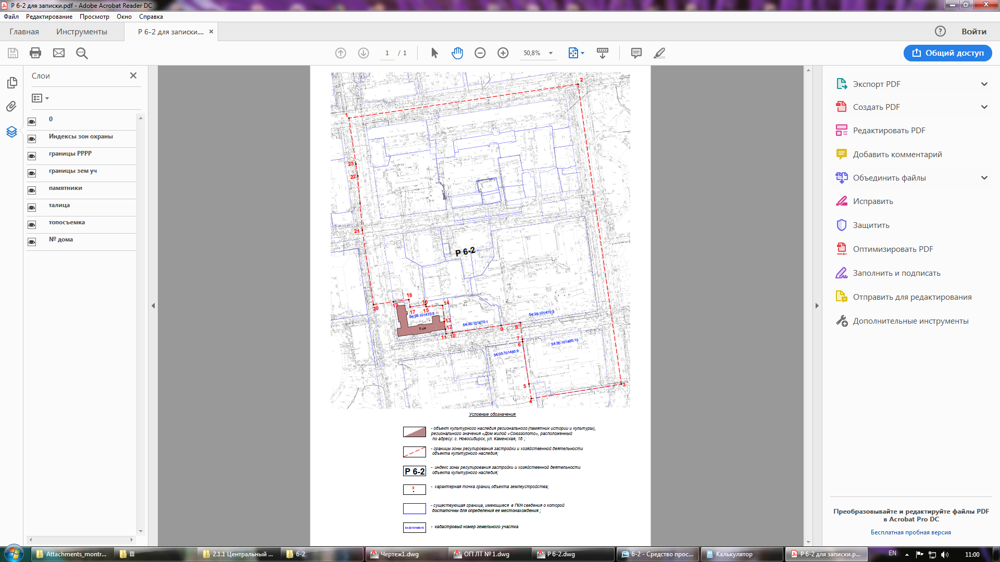 Р 6-2 для записки.pdf - Adobe Acrobat Reader DC
Файл Редактирование Просмотр Окно Справка
Главная Инструменты Р 6-2 для записки.... × Войти
1 / 1 50,8% Общий доступ
Слои
0
Индексы зон охраны
границы РРРР
границы зем уч
памятники
талица
топосъемка
№ дома
1
2
23
22
21
Р 6-2
18
16
14
20
19
17
15
54:35:101470:6
54:35:101470:3
13
54:35:101470:1
12
6 кж
9
8
11
10
7
6
54:35:101485:10
54:35:101485:9
5
3
4
Условные обозначения
- объект культурного наследия регионального (памятник истории и культуры),
регионального значения «Дом жилой «Союззолото», расположенный
по адресу: г. Новосибирск, ул. Каменская, 1б ;
- границы зоны регулирования застройки и хозяйственной деятельности
объекта культурного наследия;
Р 6-2 - индекс зоны регулирования застройки и хозяйственной деятельности
объекта культурного наследия;
2 - характерная точка границ объекта землеустройства;
- существующая граница, имеющиеся в ГКН сведения о которой
достаточны для определения ее местонахождения ;
54:35:101485:10 - кадастровый номер земельного участка
Экспорт PDF
Создать PDF
Редактировать PDF
Добавить комментарий
Объединить файлы
Исправить
Защитить
Оптимизировать PDF
Заполнить и подписать
Отправить для редактирования
Дополнительные инструменты
Преобразовывайте и редактируйте файлы PDF
в Acrobat Pro DC
Бесплатная пробная версия
Attachments_montr... III 2.1.1 Центральный ... 6-2 Чертеж1.dwg ОП ЛТ № 1.dwg Р 6-2.dwg 6-2 - Средство прос... Калькулятор Р 6-2 для записки.р... EN 11:00